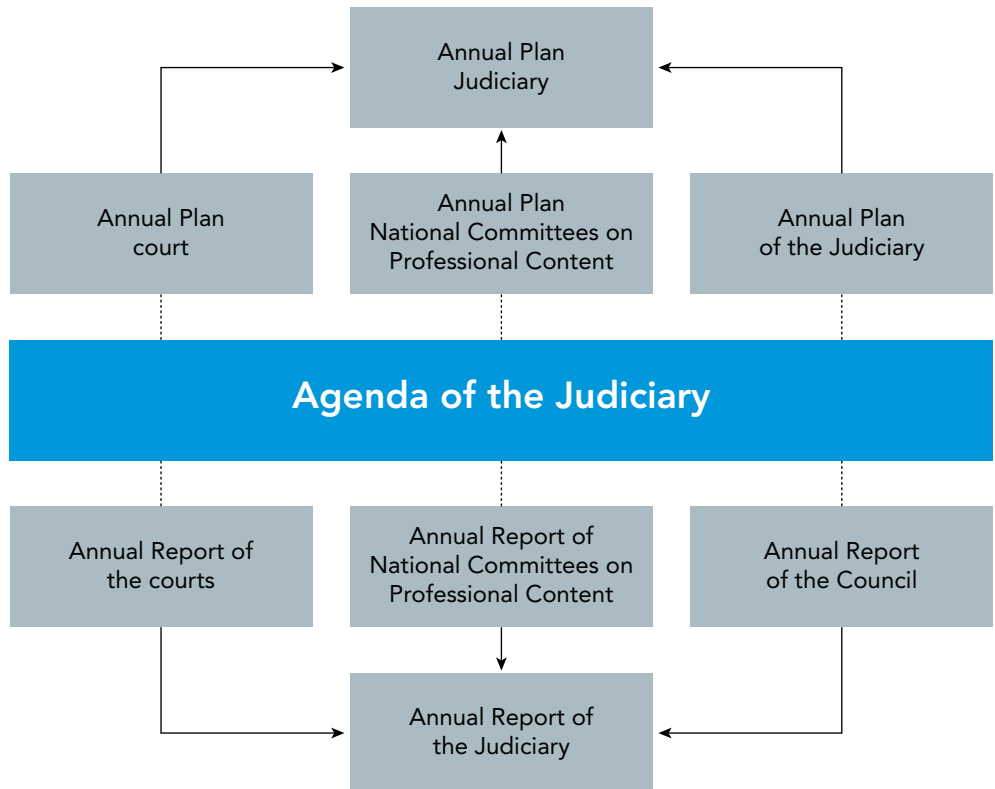 Annual Plan
Judiciary
Annual Plan
court
Annual Plan
National Committees on
Professional Content
Annual Plan
of the Judiciary
Agenda of the Judiciary
Annual Report of
the courts
Annual Report of
National Committees on
Professional Content
Annual Report
of the Council
Annual Report of
the Judiciary